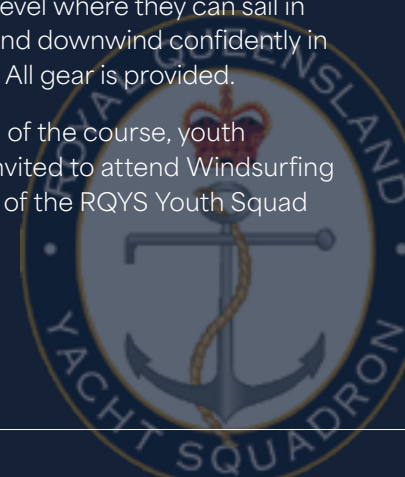 evel where they can sail in
nd downwind confidently in
All gear is provided.
of the course, youth
nvited to attend Windsurfing
of the RQYS Youth Squad
ROYAL QUEENSLAND
YACHT SQUADRON